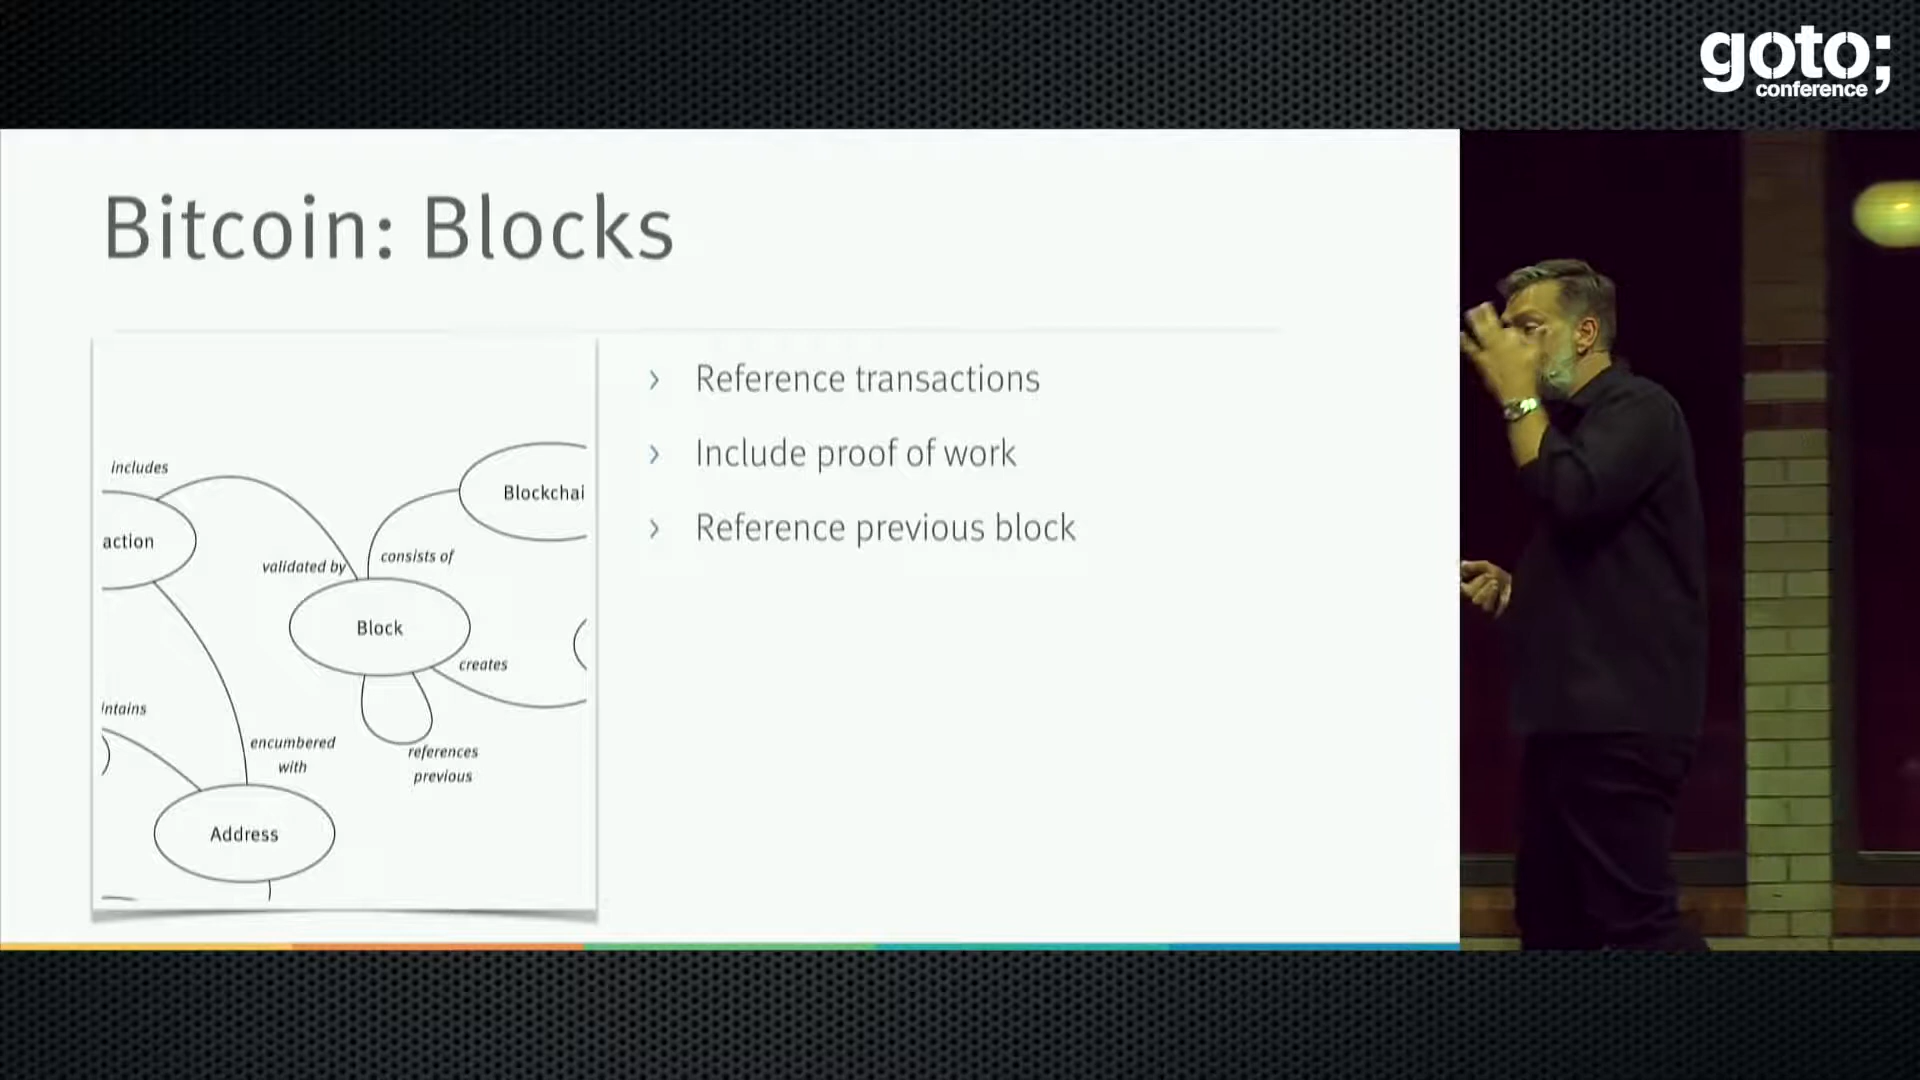 goto;
conference
Bitcoin: Blocks
Reference transactions
Include proof of work
Reference previous block
includes
Blockchai
action
validated by
consists of
Block
creates
intains
references
previous
encumbered
with
Address